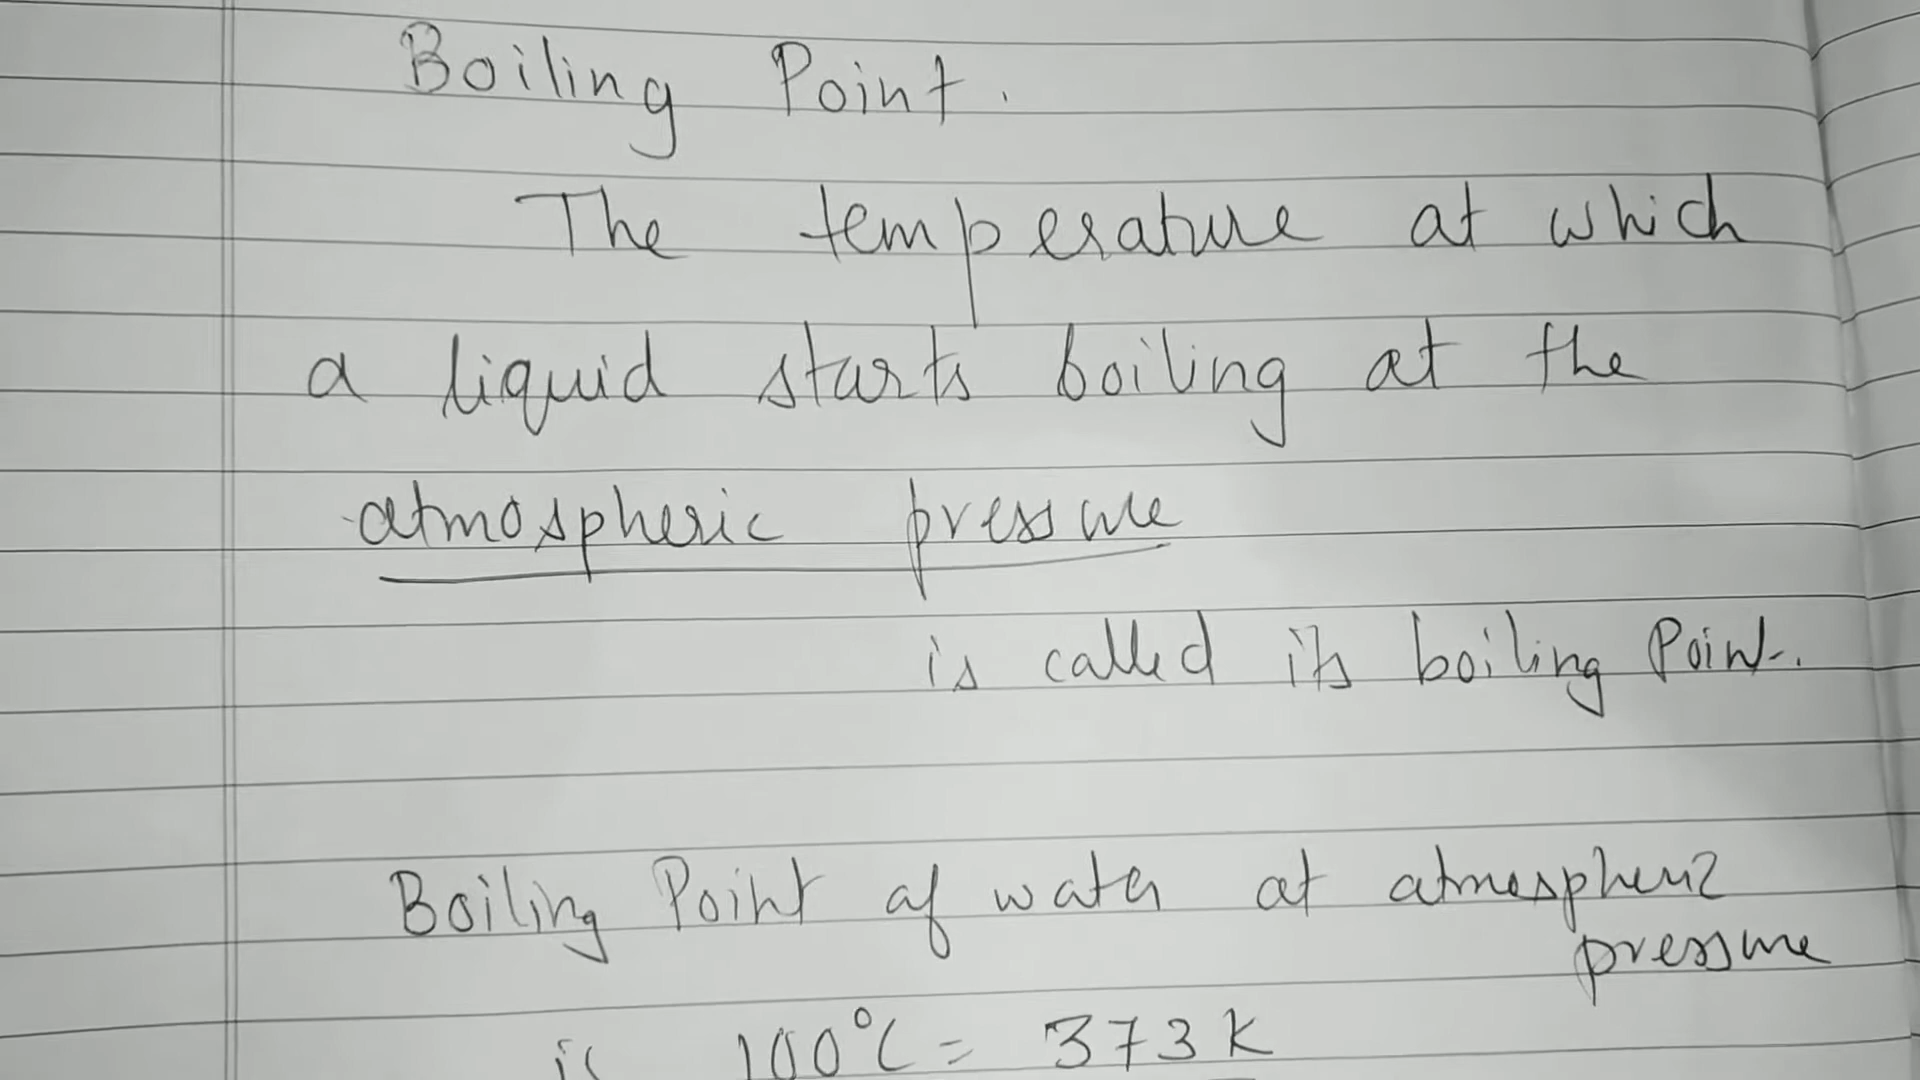 Boiling Point.
The temperature at which
a liquid starts boiling at the
atmospheric pressure
is called its boiling Point.
Boiling Point of water at atmospheric
pressure
is 100°C = 373 K